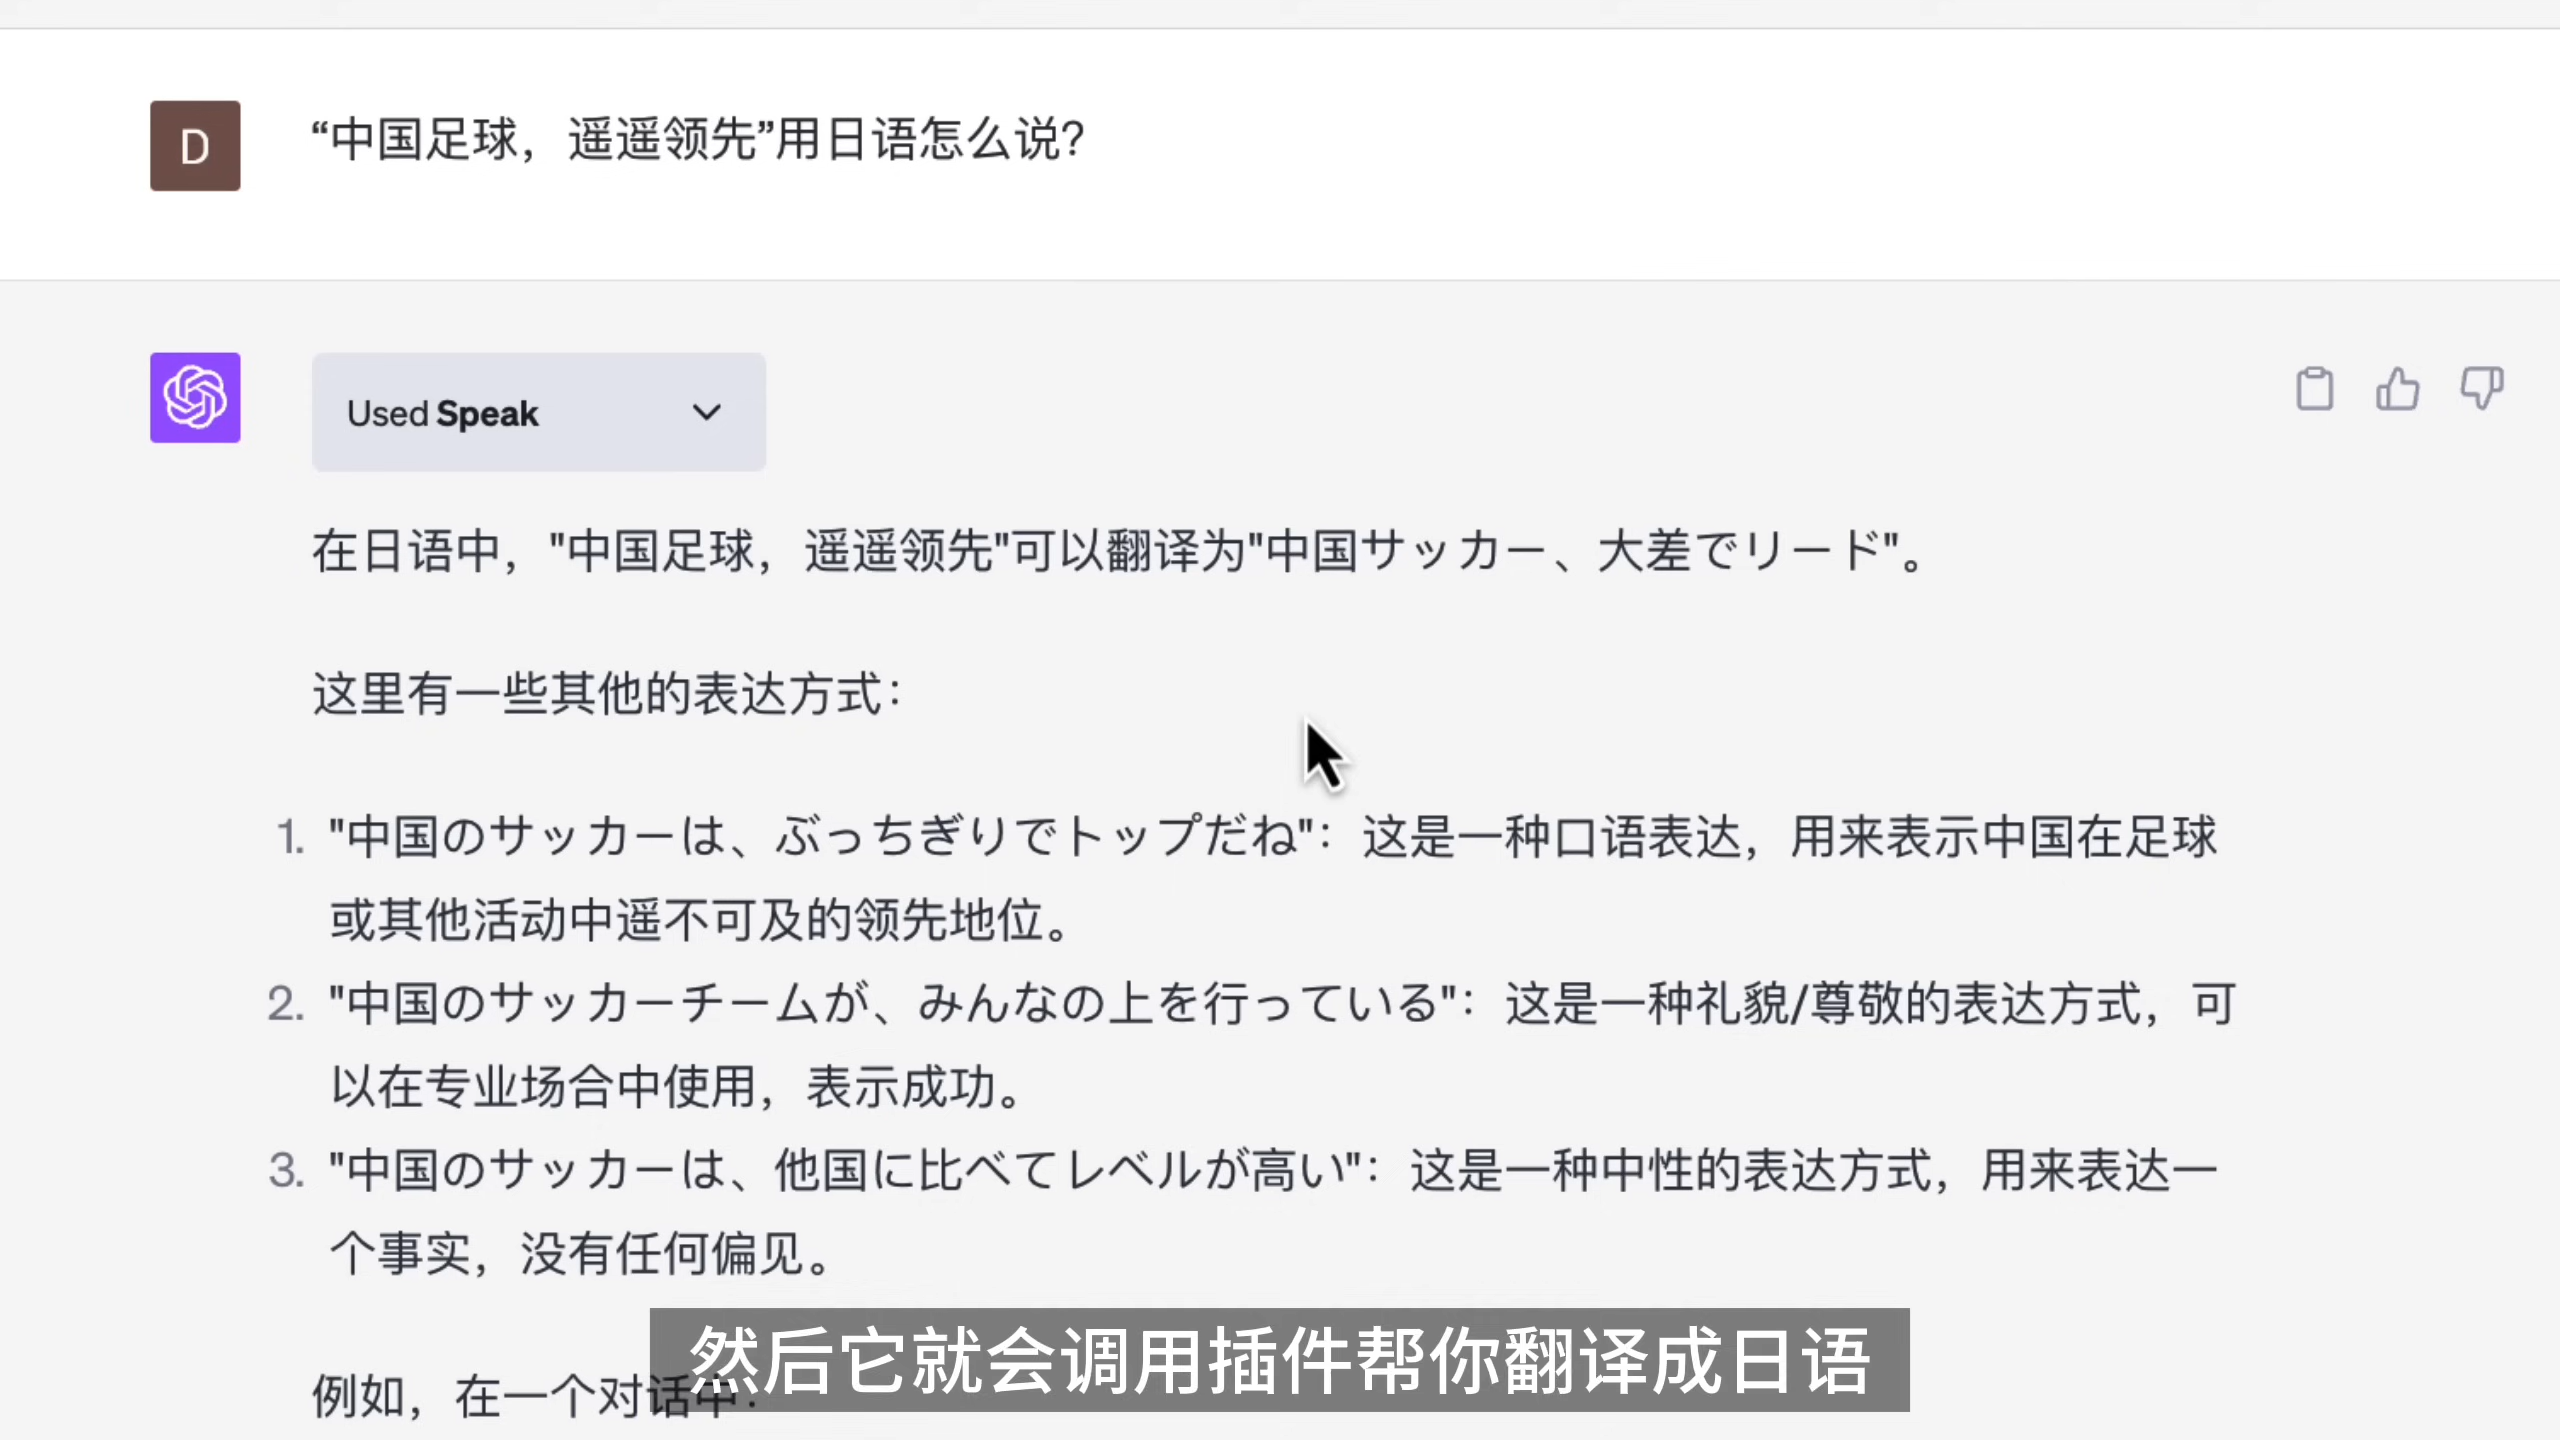 D
“中国足球，遥遥领先”用日语怎么说？
Used Speak
在日语中，"中国足球，遥遥领先"可以翻译为"中国サッカー、大差でリード"。
这里有一些其他的表达方式：
1. "中国のサッカーは、ぶっちぎりでトップだね"：这是一种口语表达，用来表示中国在足球
或其他活动中遥不可及的领先地位。
2. "中国のサッカーチームが、みんなの上を行っている"：这是一种礼貌/尊敬的表达方式，可
以在专业场合中使用，表示成功。
3. "中国のサッカーは、他国に比べてレベルが高い"：这是一种中性的表达方式，用来表达一
个事实，没有任何偏见。
例如，在一个对话中：
然后它就会调用插件帮你翻译成日语